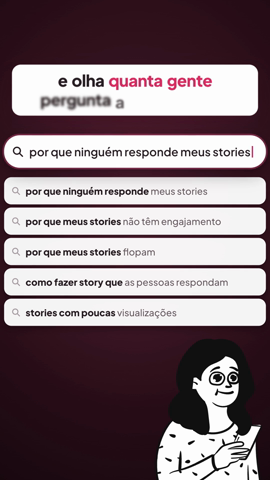 e olha quanta gente
pergunta a
por que ninguém responde meus stories
por que ninguém responde meus stories
por que meus stories não têm engajamento
por que meus stories flopam
como fazer story que as pessoas respondam
stories com poucas visualizações